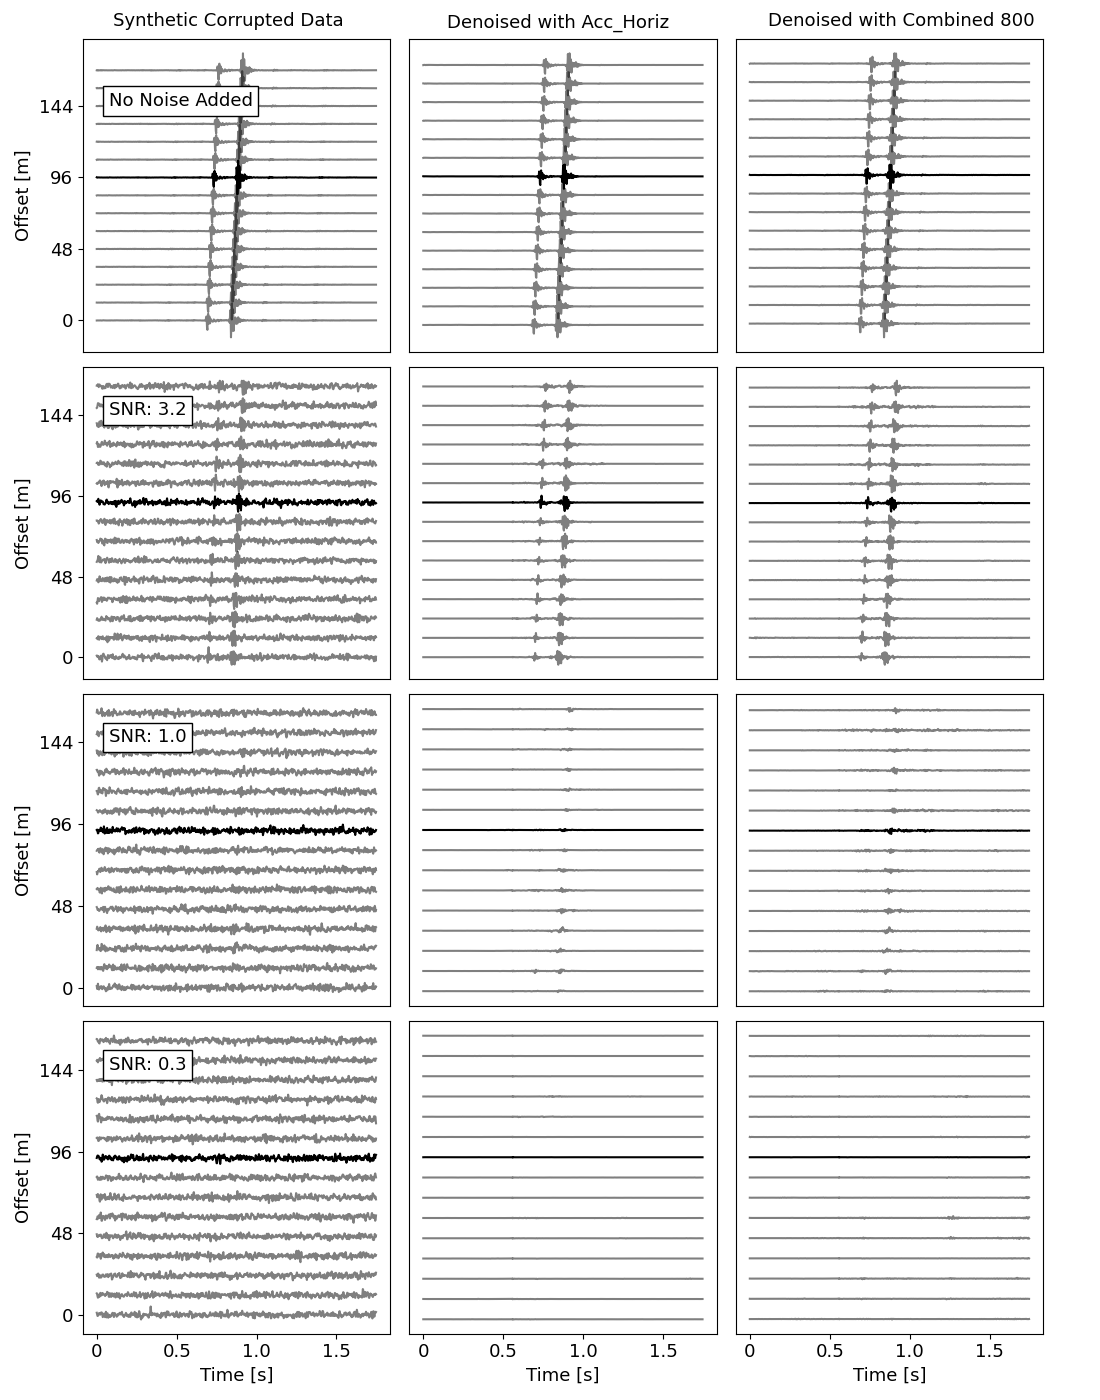 Synthetic Corrupted Data
Denoised with Acc_Horiz
Denoised with Combined 800
No Noise Added
144
96
48
0
Offset [m]
SNR: 3.2
144
96
48
0
Offset [m]
SNR: 1.0
144
96
48
0
Offset [m]
SNR: 0.3
144
96
48
0
Offset [m]
0 0.5 1.0 1.5
0 0.5 1.0 1.5
0 0.5 1.0 1.5
Time [s]
Time [s]
Time [s]